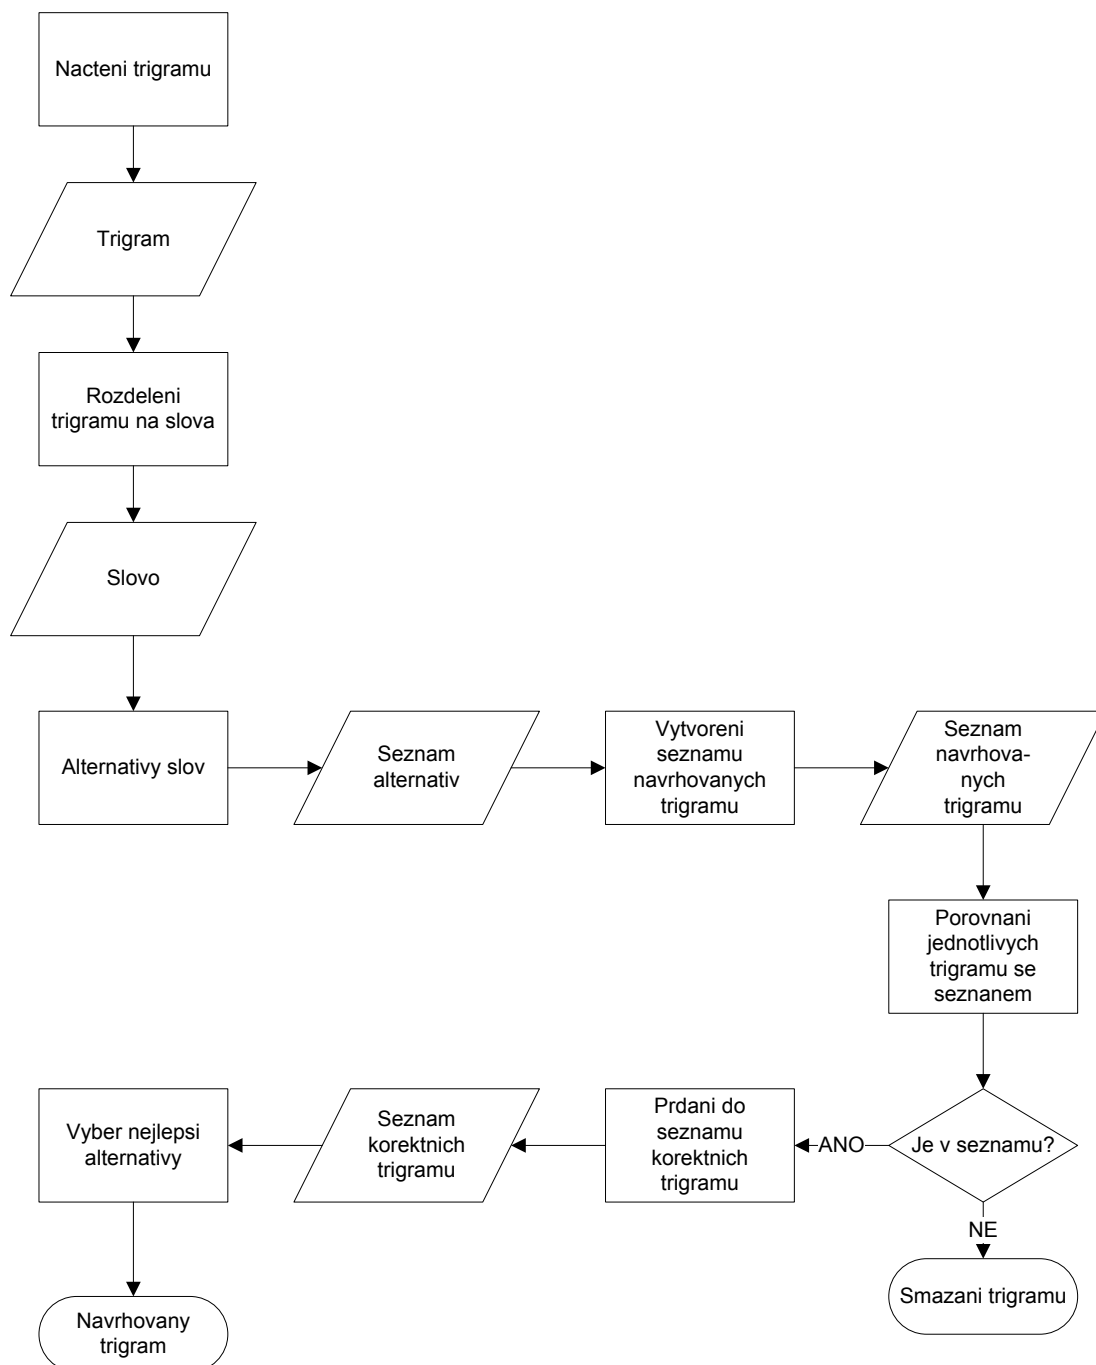 Nacteni trigramu
Trigram
Rozdeleni
trigramu na slova
Slovo
Alternativy slov
Seznam
alternativ
Vytvoreni
seznamu
navrhovanych
trigramu
Seznam
navrhova-
nych
trigramu
Porovnani
jednotlivych
trigramu se
seznanem
Je v seznamu?
ANO
NE
Prdani do
seznamu
korektnich
trigramu
Seznam
korektnich
trigramu
Vyber nejlepsi
alternativy
Smazani trigramu
Navrhovany
trigram